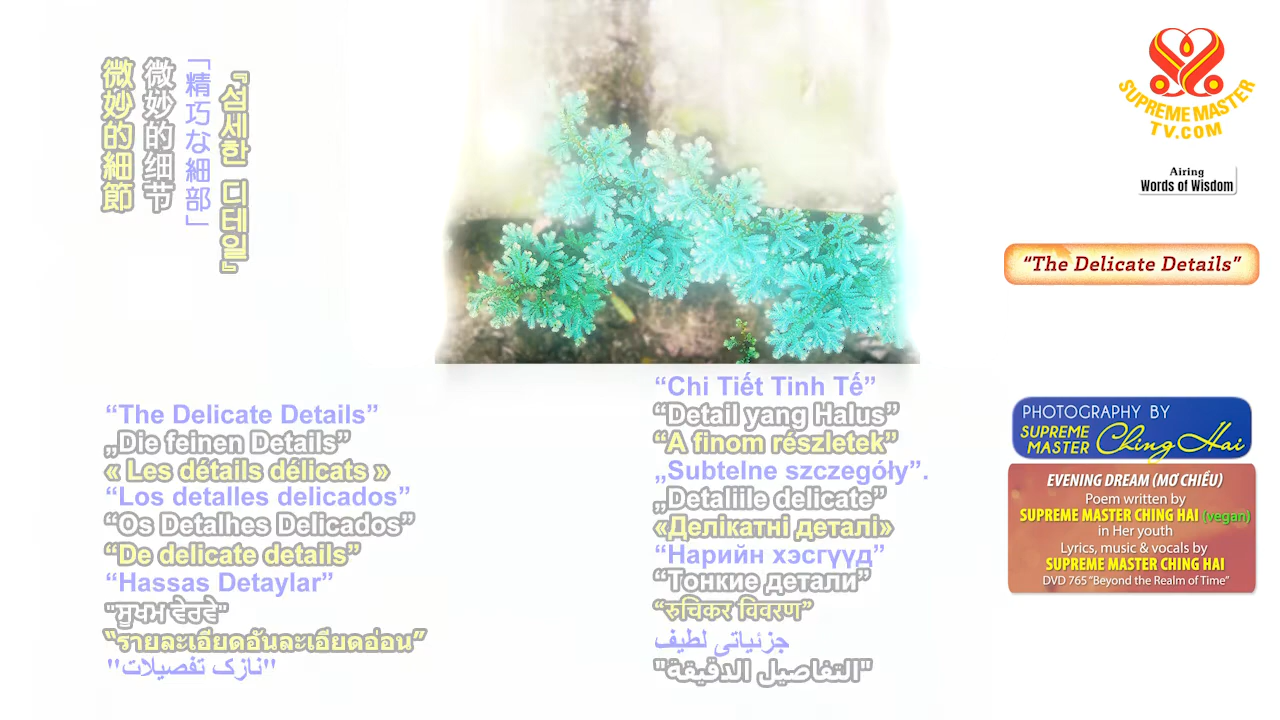 微妙的細節
微妙的细节
「精巧な細部」
『섬세한 디테일』
“The Delicate Details”
„Die feinen Details”
« Les détails délicats »
“Los detalles delicados”
“Os Detalhes Delicados”
“De delicate details”
“Hassas Detaylar”
"ਸੂਖਮ ਵੇਰਵੇ"
“รายละเอียดอันละเอียดอ่อน”
"نازک تفصیلات"
“Chi Tiết Tinh Tế”
“Detail yang Halus”
“A finom részletek”
„Subtelne szczegóły”.
„Detaliile delicate”
«Делікатні деталі»
“Нарийн хэсгүүд”
“Тонкие детали”
“रुचिकर विवरण”
جزئیاتی لطیف
"التفاصيل الدقيقة"
SUPREME MASTER
TV.COM
Airing
Words of Wisdom
“The Delicate Details”
PHOTOGRAPHY BY
SUPREME
MASTER Ching Hai
EVENING DREAM (MƠ CHIỀU)
Poem written by
SUPREME MASTER CHING HAI (vegan)
in Her youth
Lyrics, music & vocals by
SUPREME MASTER CHING HAI
DVD 765 “Beyond the Realm of Time”